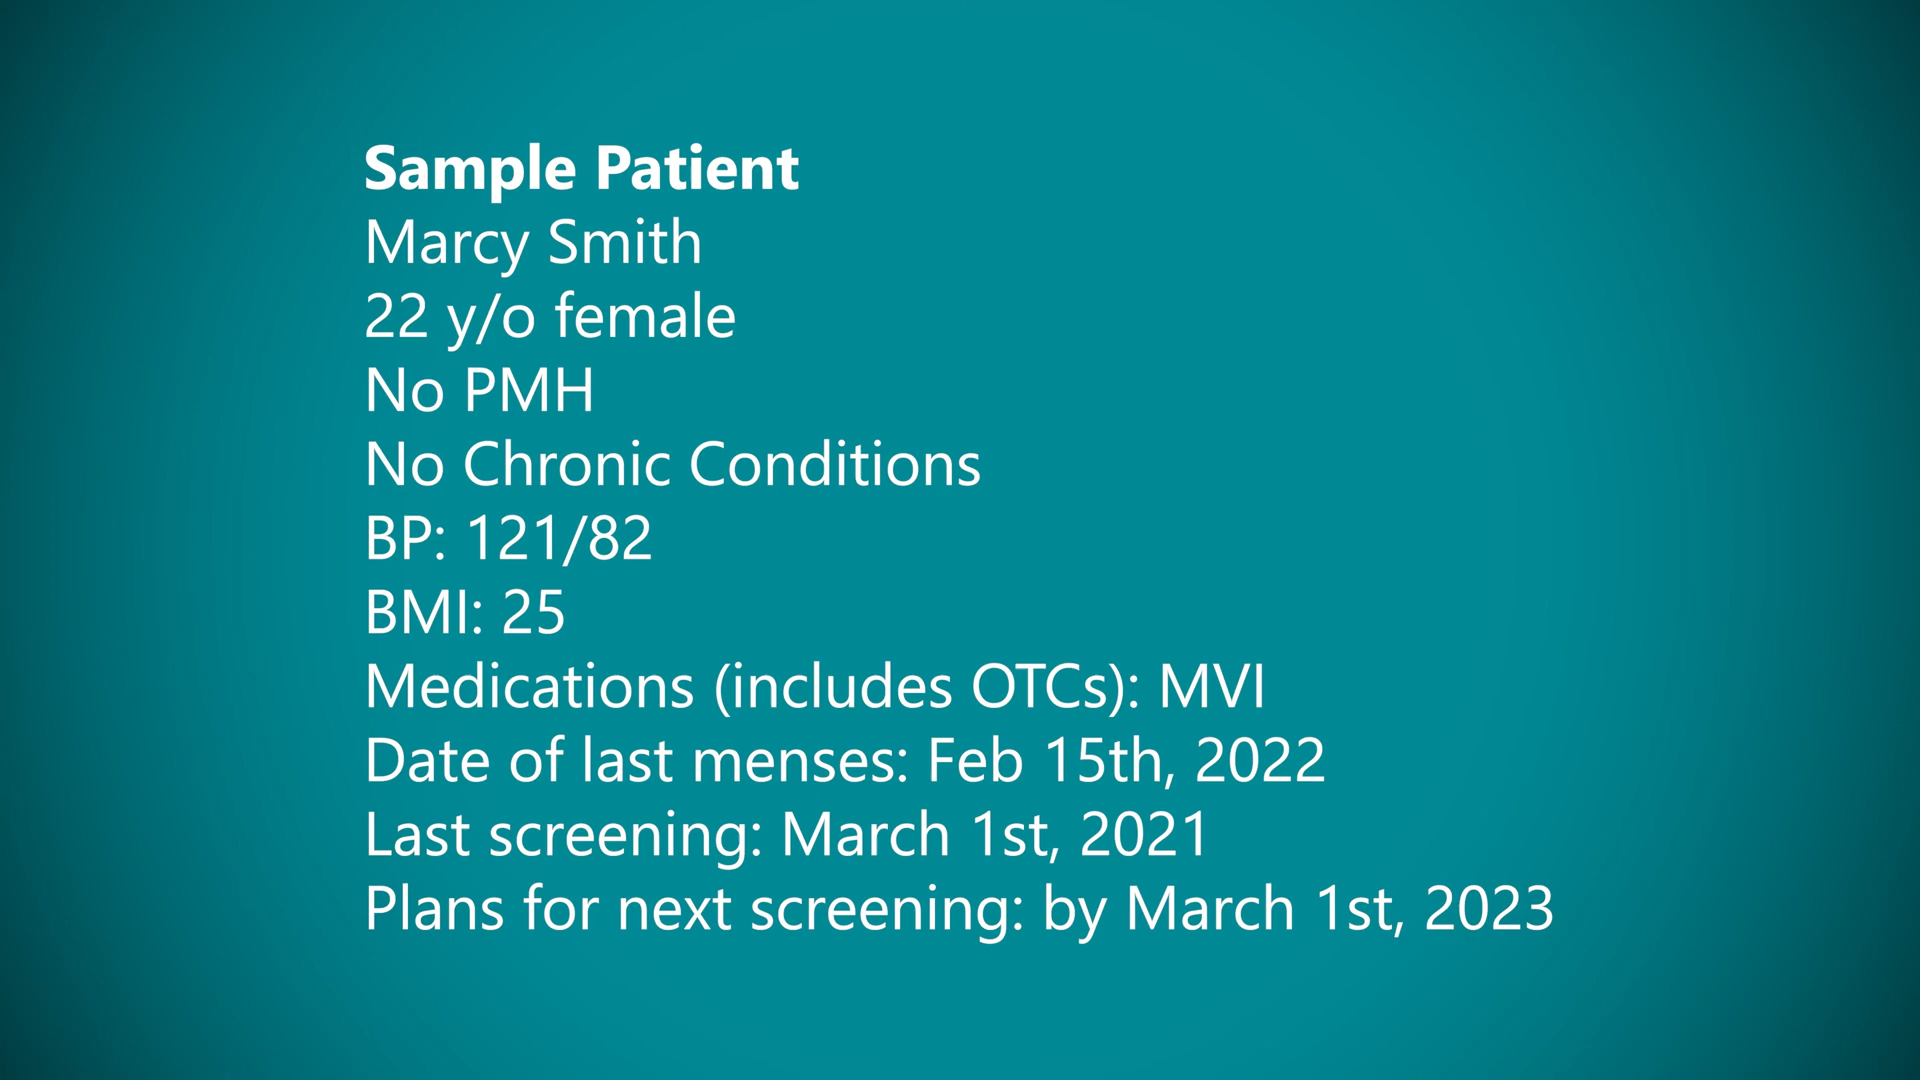 Sample Patient
Marcy Smith
22 y/o female
No PMH
No Chronic Conditions
BP: 121/82
BMI: 25
Medications (includes OTCs): MVI
Date of last menses: Feb 15th, 2022
Last screening: March 1st, 2021
Plans for next screening: by March 1st, 2023